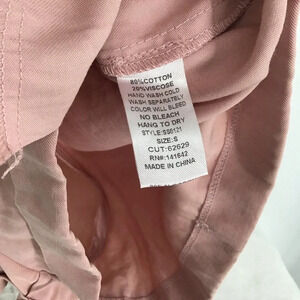 80%COTTON
20%VISCOSE
HAND WASH COLD
WASH SEPARATELY
COLOR WILL BLEED
NO BLEACH
HANG TO DRY
STYLE:SS0121
SIZE:S
CUT:62629
RN#:141642
MADE IN CHINA